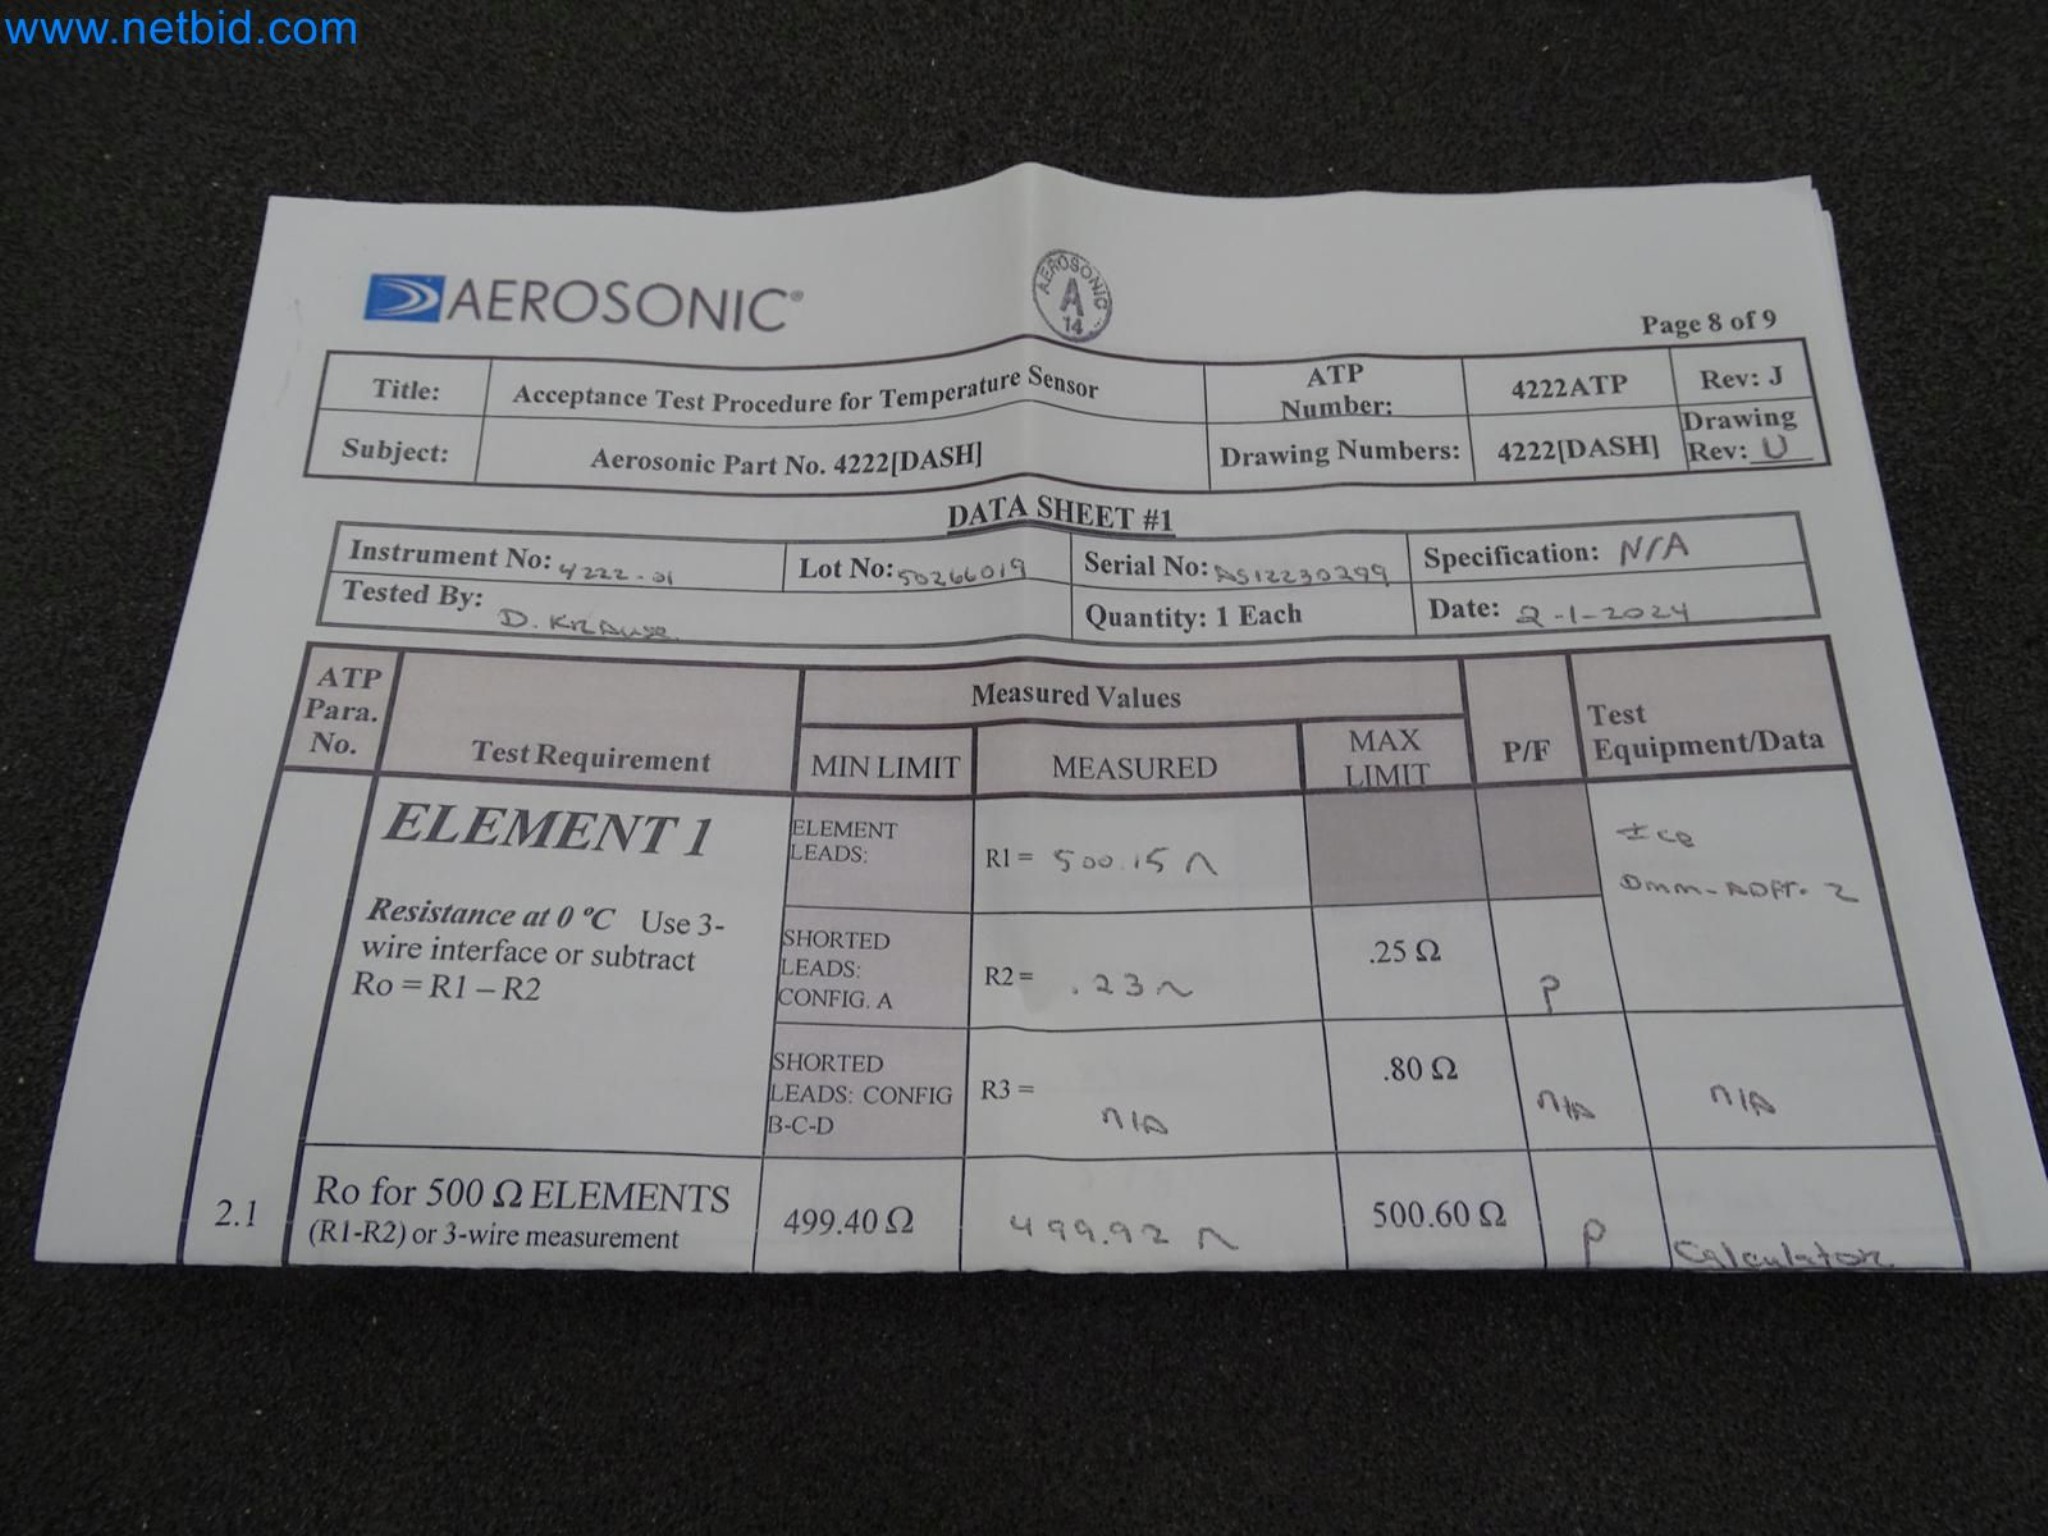 www.netbid.com
AEROSONIC®
AEROSONIC
A
14
Page 8 of 9
Title: Acceptance Test Procedure for Temperature Sensor ATP Number: 4222ATP Rev: J
Subject: Aerosonic Part No. 4222[DASH] Drawing Numbers: 4222[DASH] Drawing Rev: U
DATA SHEET #1
Instrument No: 4222-01 Lot No: 50266019 Serial No: AS12230299 Specification: N/A
Tested By: D. Krause Quantity: 1 Each Date: 2-1-2024
ATP Para. No. Test Requirement Measured Values P/F Test Equipment/Data
MIN LIMIT MEASURED MAX LIMIT
ELEMENT 1
Resistance at 0 °C Use 3-
wire interface or subtract
Ro = R1 – R2
ELEMENT
LEADS:
R1 = 500.15 Ω
Ice
DMM-ADFT-2
SHORTED
LEADS:
CONFIG. A
R2 = .23 Ω
.25 Ω
P
SHORTED
LEADS: CONFIG
B-C-D
R3 = N/A
.80 Ω
N/A
N/A
2.1 Ro for 500 Ω ELEMENTS 499.40 Ω 499.92 Ω 500.60 Ω P Calculator
(R1-R2) or 3-wire measurement